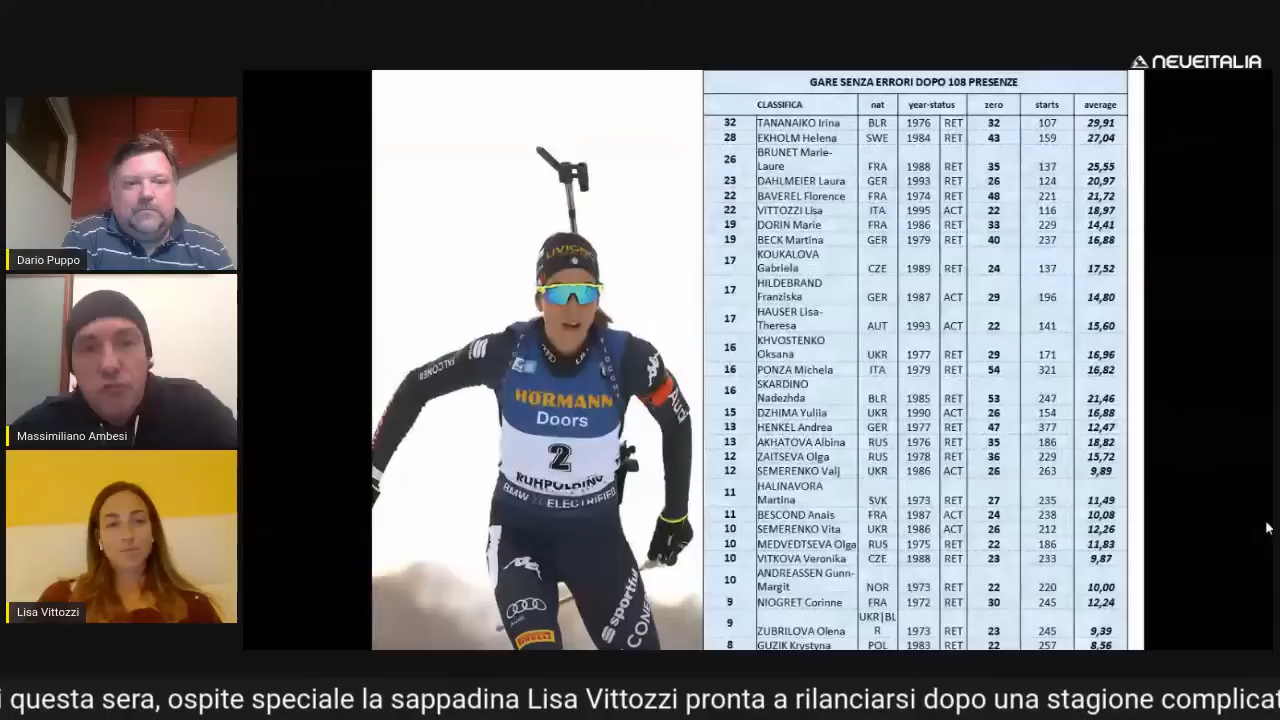 NEVEITALIA
Dario Puppo
Massimiliano Ambesi
Lisa Vittozzi
LIVIGNO
FALCONER
Audi
HÖRMANN
Doors
2
RUHPOLDING
BMW ELECTRIFIED
Audi
PIRELLI
sportful
CONE
GARE SENZA ERRORI DOPO 108 PRESENZE
CLASSIFICA nat year-status zero starts average
32 TANANAIKO Irina BLR 1976 RET 32 107 29,91
28 EKHOLM Helena SWE 1984 RET 43 159 27,04
26 BRUNET Marie-
Laure FRA 1988 RET 35 137 25,55
23 DAHLMEIER Laura GER 1993 RET 26 124 20,97
22 BAVEREL Florence FRA 1974 RET 48 221 21,72
22 VITTOZZI Lisa ITA 1995 ACT 22 116 18,97
19 DORIN Marie FRA 1986 RET 33 229 14,41
19 BECK Martina GER 1979 RET 40 237 16,88
17 KOUKALOVA
Gabriela CZE 1989 RET 24 137 17,52
17 HILDEBRAND
Franziska GER 1987 ACT 29 196 14,80
17 HAUSER Lisa-
Theresa AUT 1993 ACT 22 141 15,60
16 KHVOSTENKO
Oksana UKR 1977 RET 29 171 16,96
16 PONZA Michela ITA 1979 RET 54 321 16,82
16 SKARDINO
Nadezhda BLR 1985 RET 53 247 21,46
15 DZHIMA Yuliia UKR 1990 ACT 26 154 16,88
13 HENKEL Andrea GER 1977 RET 47 377 12,47
13 AKHATOVA Albina RUS 1976 RET 35 186 18,82
12 ZAITSEVA Olga RUS 1978 RET 36 229 15,72
12 SEMERENKO Valj UKR 1986 ACT 26 263 9,89
11 HALINAVORA
Martina SVK 1973 RET 27 235 11,49
11 BESCOND Anais FRA 1987 ACT 24 238 10,08
10 SEMERENKO Vita UKR 1986 ACT 26 212 12,26
10 MEDVEDTSEVA Olga RUS 1975 RET 22 186 11,83
10 VITKOVA Veronika CZE 1988 RET 23 233 9,87
10 ANDREASSEN Gunn-
Margit NOR 1973 RET 22 220 10,00
9 NIOGRET Corinne FRA 1972 RET 30 245 12,24
9 ZUBRILOVA Olena UKR|BL
R 1973 RET 23 245 9,39
8 GUZIK Krystyna POL 1983 RET 22 257 8,56
i questa sera, ospite speciale la sappadina Lisa Vittozzi pronta a rilanciarsi dopo una stagione complicat